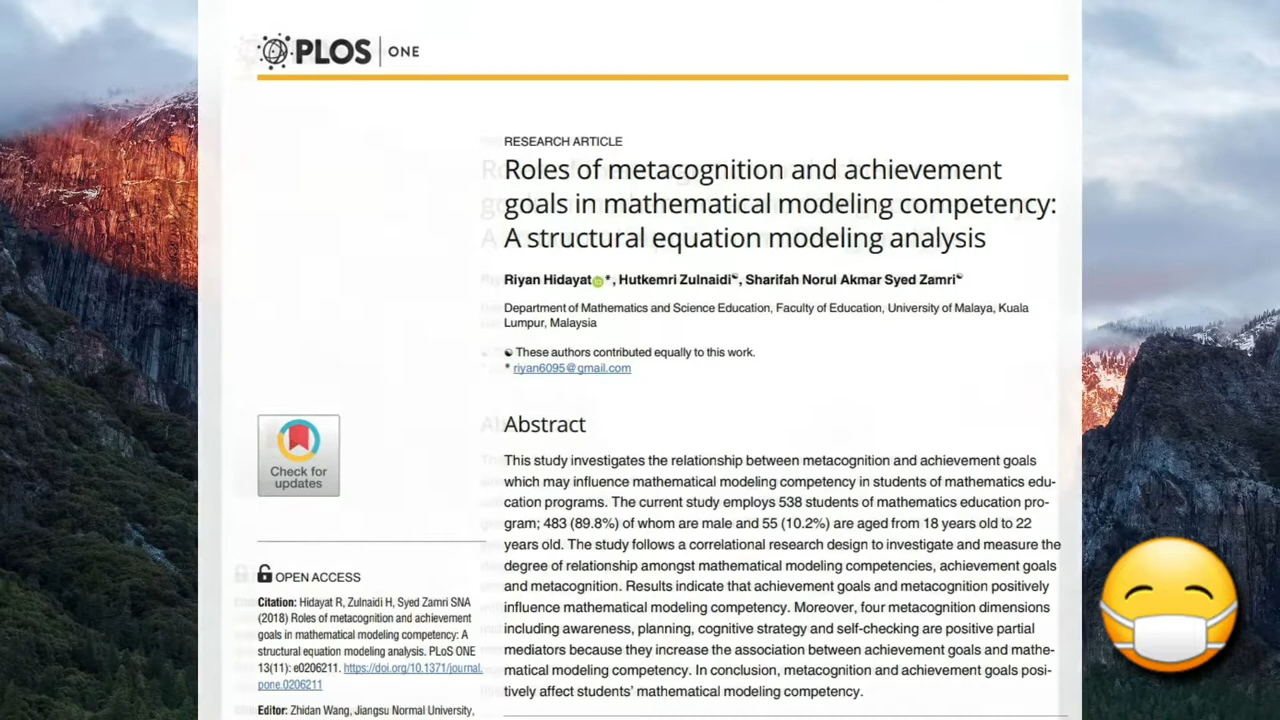 PLOS ONE
RESEARCH ARTICLE
Roles of metacognition and achievement
goals in mathematical modeling competency:
A structural equation modeling analysis
Riyan Hidayat*, Hutkemri Zulnaidi☯, Sharifah Norul Akmar Syed Zamri☯
Department of Mathematics and Science Education, Faculty of Education, University of Malaya, Kuala
Lumpur, Malaysia
☯ These authors contributed equally to this work.
* riyan6095@gmail.com
Abstract
This study investigates the relationship between metacognition and achievement goals
which may influence mathematical modeling competency in students of mathematics edu-
cation programs. The current study employs 538 students of mathematics education pro-
gram; 483 (89.8%) of whom are male and 55 (10.2%) are aged from 18 years old to 22
years old. The study follows a correlational research design to investigate and measure the
degree of relationship amongst mathematical modeling competencies, achievement goals
and metacognition. Results indicate that achievement goals and metacognition positively
influence mathematical modeling competency. Moreover, four metacognition dimensions
including awareness, planning, cognitive strategy and self-checking are positive partial
mediators because they increase the association between achievement goals and mathe-
matical modeling competency. In conclusion, metacognition and achievement goals posi-
tively affect students' mathematical modeling competency.
Check for
updates
OPEN ACCESS
Citation: Hidayat R, Zulnaidi H, Syed Zamri SNA
(2018) Roles of metacognition and achievement
goals in mathematical modeling competency: A
structural equation modeling analysis. PLoS ONE
13(11): e0206211. https://doi.org/10.1371/journal.
pone.0206211
Editor: Zhidan Wang, Jiangsu Normal University,